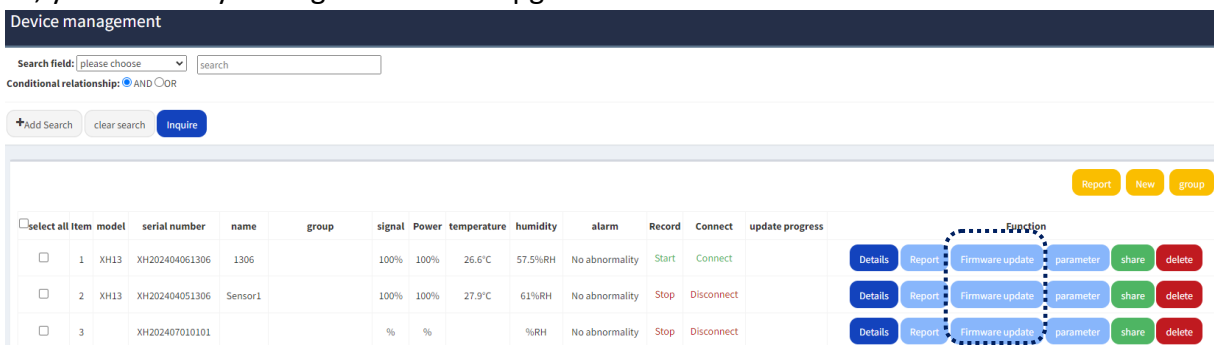 Device management
Search field: please choose search
Conditional relationship: AND OR
+Add Search clear search Inquire
Report New group
select all Item model serial number name group signal Power temperature humidity alarm Record Connect update progress Function
1 XH13 XH202404061306 1306 100% 100% 26.6°C 57.5%RH No abnormality Start Connect Details Report Firmware update parameter share delete
2 XH13 XH202404051306 Sensor1 100% 100% 27.9°C 61%RH No abnormality Stop Disconnect Details Report Firmware update parameter share delete
3 XH202407010101 % % %RH No abnormality Stop Disconnect Details Report Firmware update parameter share delete